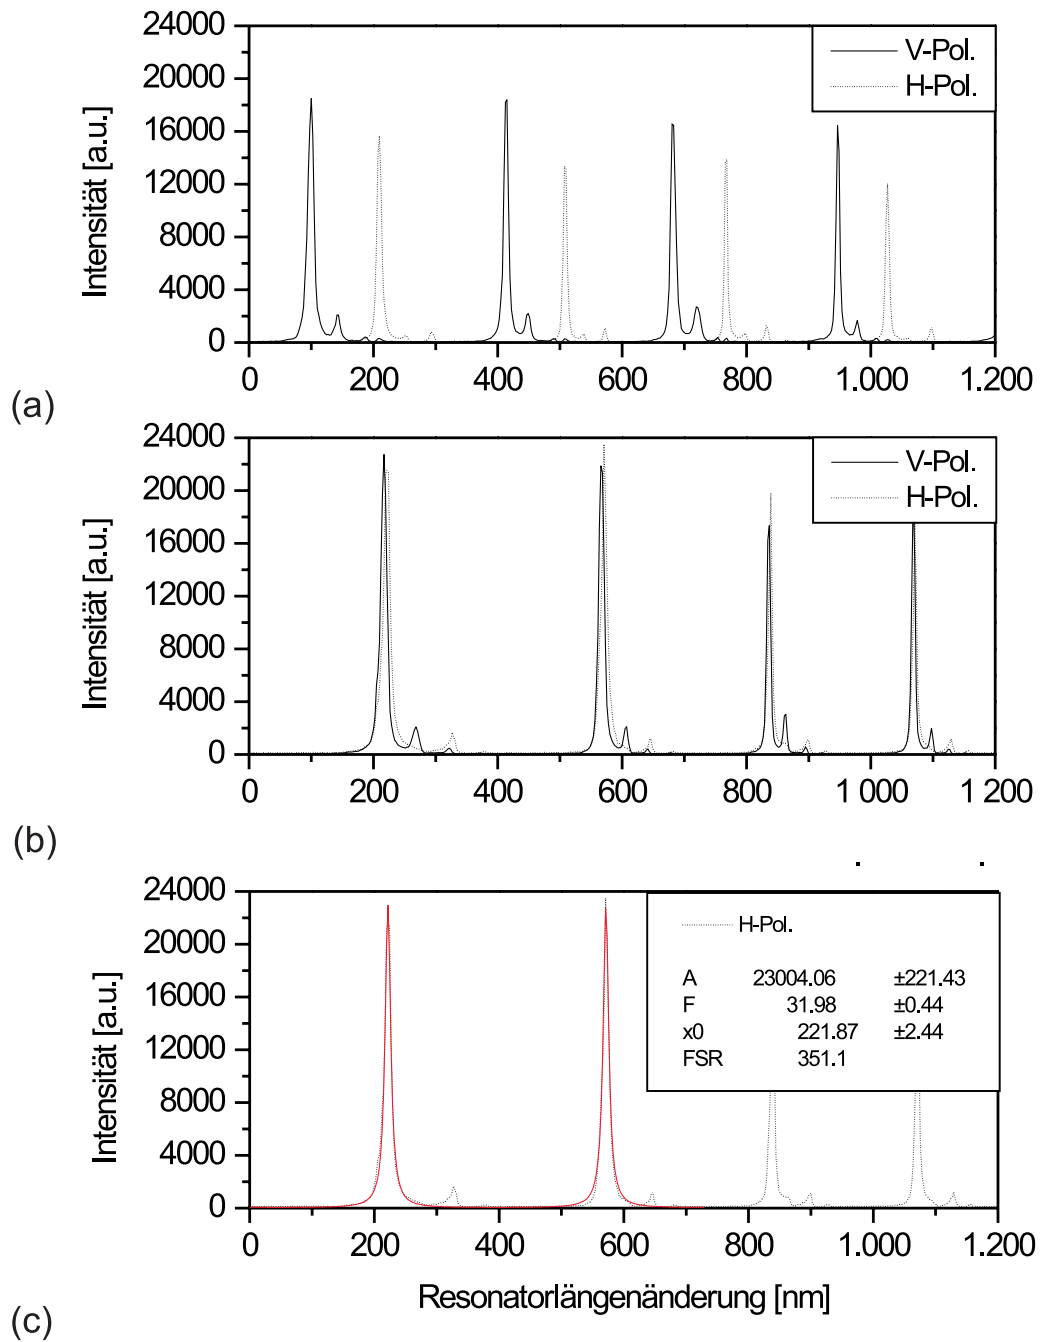 24000
20000
16000
12000
8000
4000
0
Intensität [a.u.]
V-Pol.
H-Pol.
0 200 400 600 800 1.000 1.200
(a)
24000
20000
16000
12000
8000
4000
0
Intensität [a.u.]
V-Pol.
H-Pol.
0 200 400 600 800 1 000 1 200
(b)
24000
20000
16000
12000
8000
4000
0
Intensität [a.u.]
H-Pol.
A 23004.06 ±221.43
F 31.98 ±0.44
x0 221.87 ±2.44
FSR 351.1
0 200 400 600 800 1.000 1.200
Resonatorlängenänderung [nm]
(c)